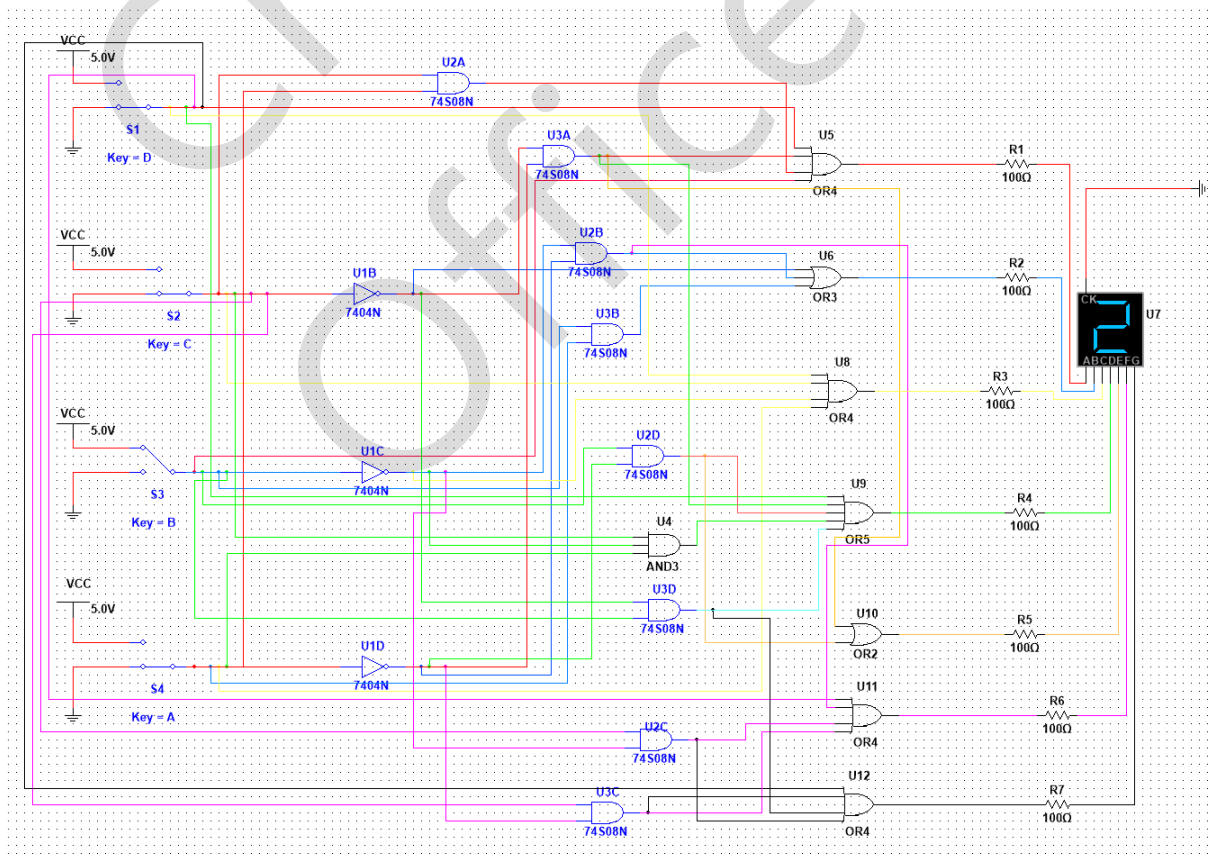 VCC
5.0V
S1
Key = D
VCC
5.0V
S2
Key = C
VCC
5.0V
S3
Key = B
VCC
5.0V
S4
Key = A
U1B
7404N
U1C
7404N
U1D
7404N
U2A
74S08N
U3A
74S08N
U2B
74S08N
U3B
74S08N
U2D
74S08N
U4
AND3
U3D
74S08N
U2C
74S08N
U3C
74S08N
U5
OR4
U6
OR3
U8
OR4
U9
OR5
U10
OR2
U11
OR4
U12
OR4
R1
100Ω
R2
100Ω
R3
100Ω
R4
100Ω
R5
100Ω
R6
100Ω
R7
100Ω
CK
2
ABCDEFG
U7
Office